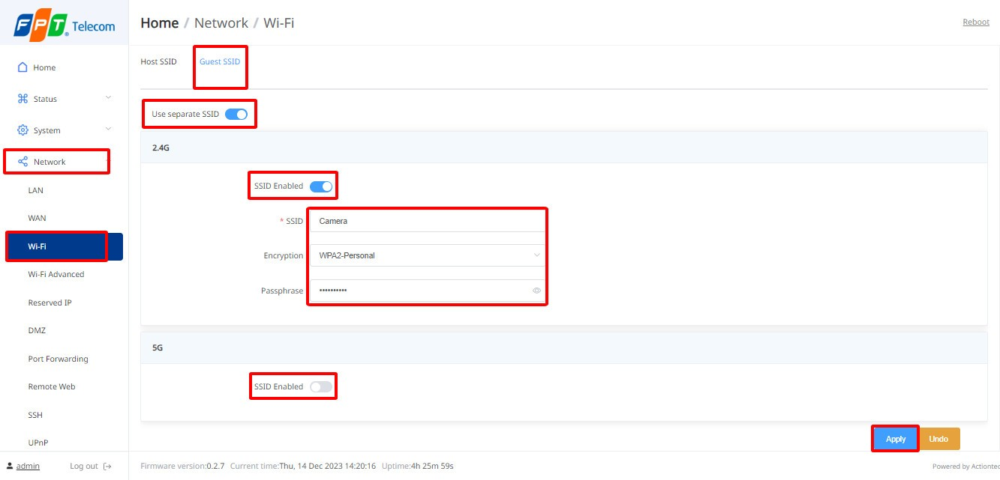 FPT Telecom
Home / Network / Wi-Fi
Reboot
Home
Status
System
Network
LAN
WAN
Wi-Fi
Wi-Fi Advanced
Reserved IP
DMZ
Port Forwarding
Remote Web
SSH
UPnP
admin
Log out
Host SSID
Guest SSID
Use separate SSID
2.4G
SSID Enabled
* SSID Camera
Encryption WPA2-Personal
Passphrase ••••••••••
5G
SSID Enabled
Apply
Undo
Firmware version:0.2.7 Current time:Thu, 14 Dec 2023 14:20:16 Uptime:4h 25m 59s
Powered by Actiontec